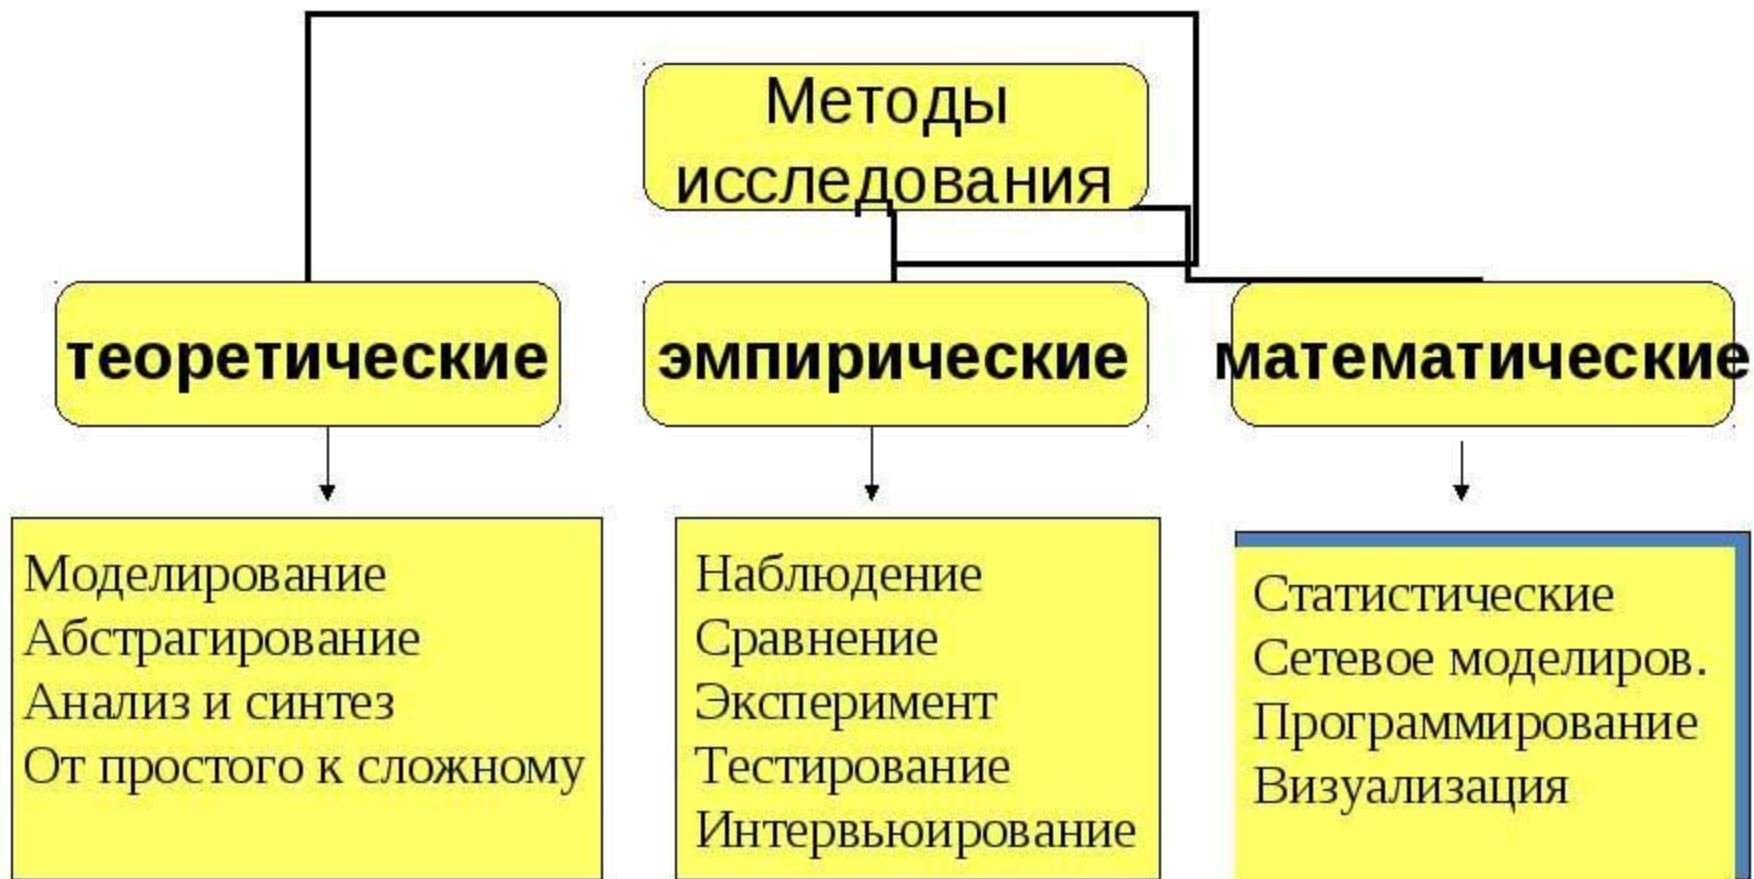 Методы
исследования
теоретические
эмпирические
математические
Моделирование
Абстрагирование
Анализ и синтез
От простого к сложному
Наблюдение
Сравнение
Эксперимент
Тестирование
Интервьюирование
Статистические
Сетевое моделиров.
Программирование
Визуализация